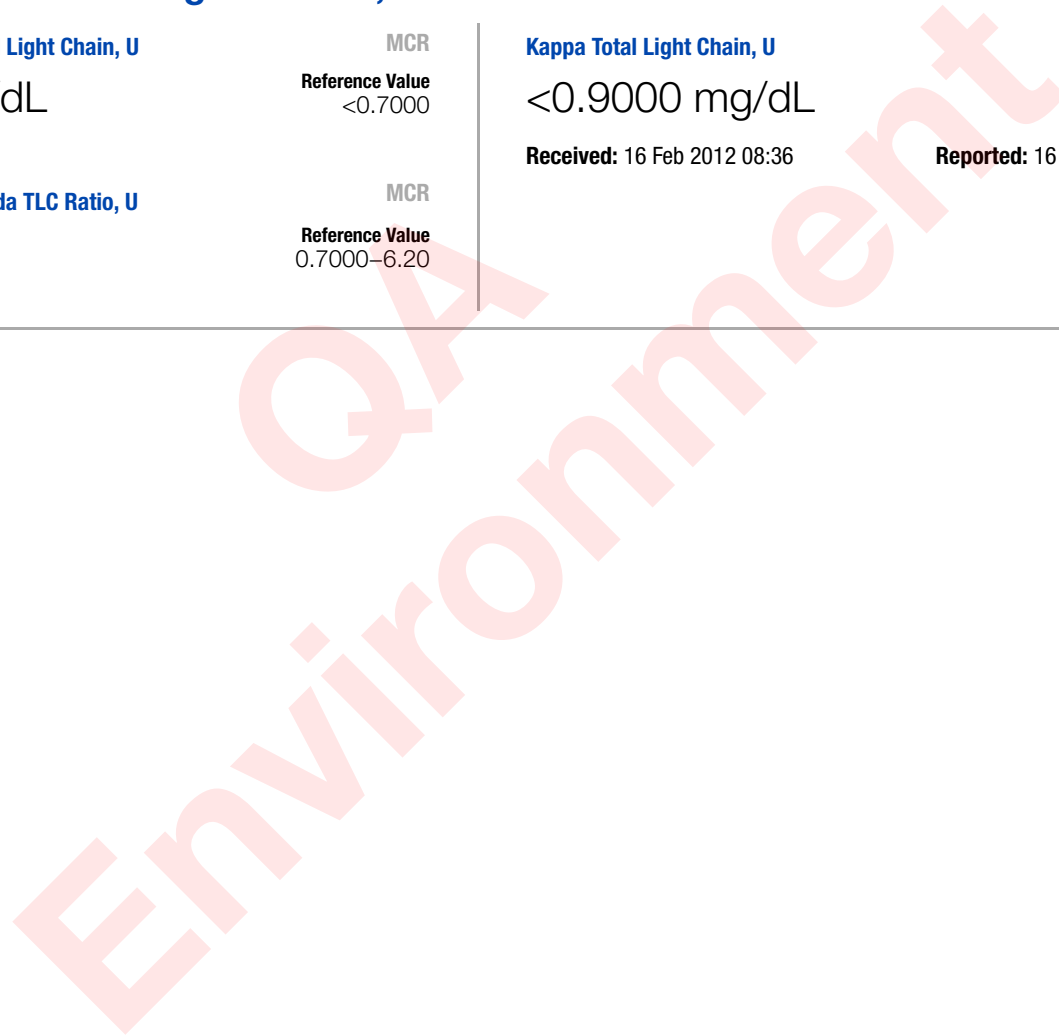 Light Chain, U
MCR
dL
Reference Value
<0.7000
TLC Ratio, U
MCR
Reference Value
0.7000–6.20
Kappa Total Light Chain, U
<0.9000 mg/dL
Received: 16 Feb 2012 08:36
Reported: 16
QA
Environment